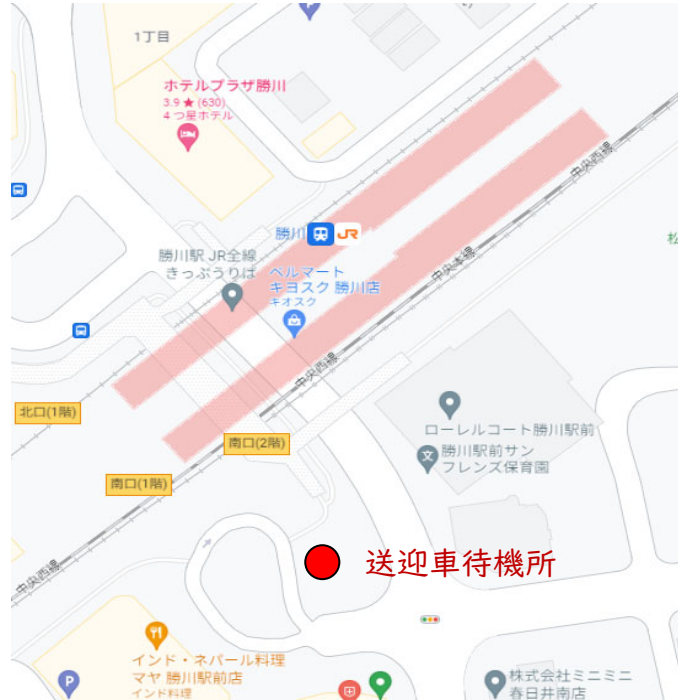 1丁目
ホテルプラザ勝川
3.9 ★ (630)
4 つ星ホテル
P
中央西線
勝川 JR
勝川駅 JR全線
きっぷうりば
ベルマート
キヨスク 勝川店
キオスク
中央本線
松
中央西線
北口(1階)
南口(2階)
南口(1階)
ローレルコート勝川駅前
文
勝川駅前サン
フレンズ保育園
中央西線
送迎車待機所
インド・ネパール料理
マヤ 勝川駅前店
インド料理
P
株式会社ミニミニ
春日井南店